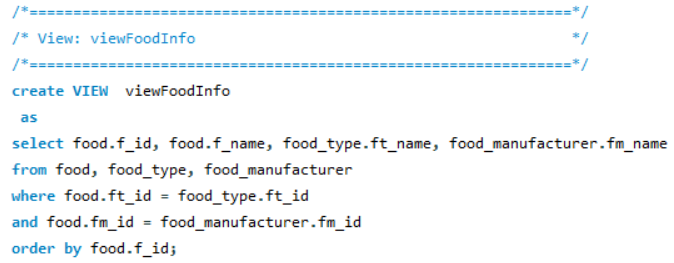 /*==============================================================*/
/* View: viewFoodInfo                                           */
/*==============================================================*/
create VIEW  viewFoodInfo
 as
select food.f_id, food.f_name, food_type.ft_name, food_manufacturer.fm_name
from food, food_type, food_manufacturer
where food.ft_id = food_type.ft_id
and food.fm_id = food_manufacturer.fm_id
order by food.f_id;